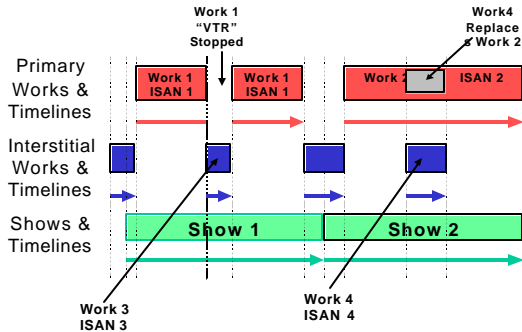 Work 1
“VTR”
Stopped
Work4
Replace
s Work 2
Primary
Works &
Timelines
Work 1
ISAN 1
Work 1
ISAN 1
Work 2
ISAN 2
Interstitial
Works &
Timelines
Shows &
Timelines
Show 1
Show 2
Work 3
ISAN 3
Work 4
ISAN 4